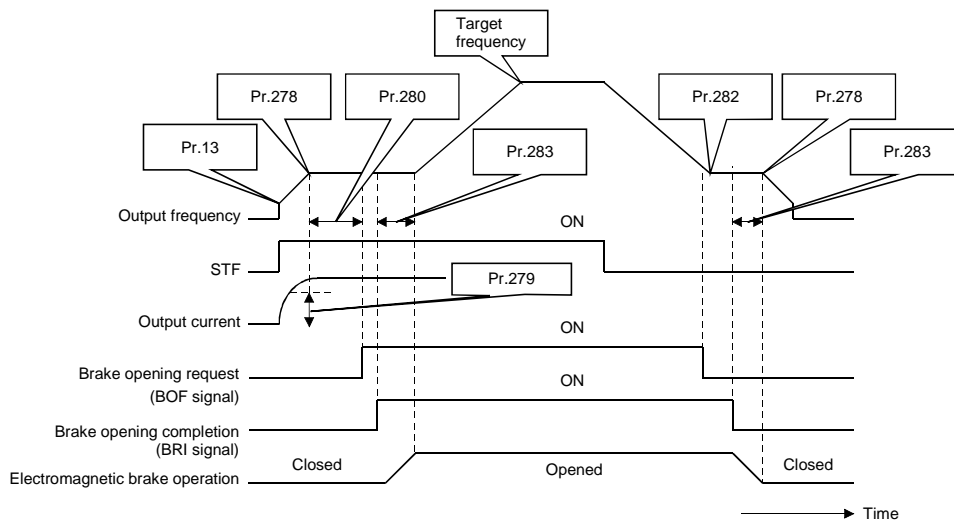 Target
frequency
Pr.278
Pr.280
Pr.282
Pr.278
Pr.13
Pr.283
Pr.283
Output frequency
ON
STF
Pr.279
Output current
ON
Brake opening request
(BOF signal)
ON
Brake opening completion
(BRI signal)
Closed
Opened
Closed
Electromagnetic brake operation
Time